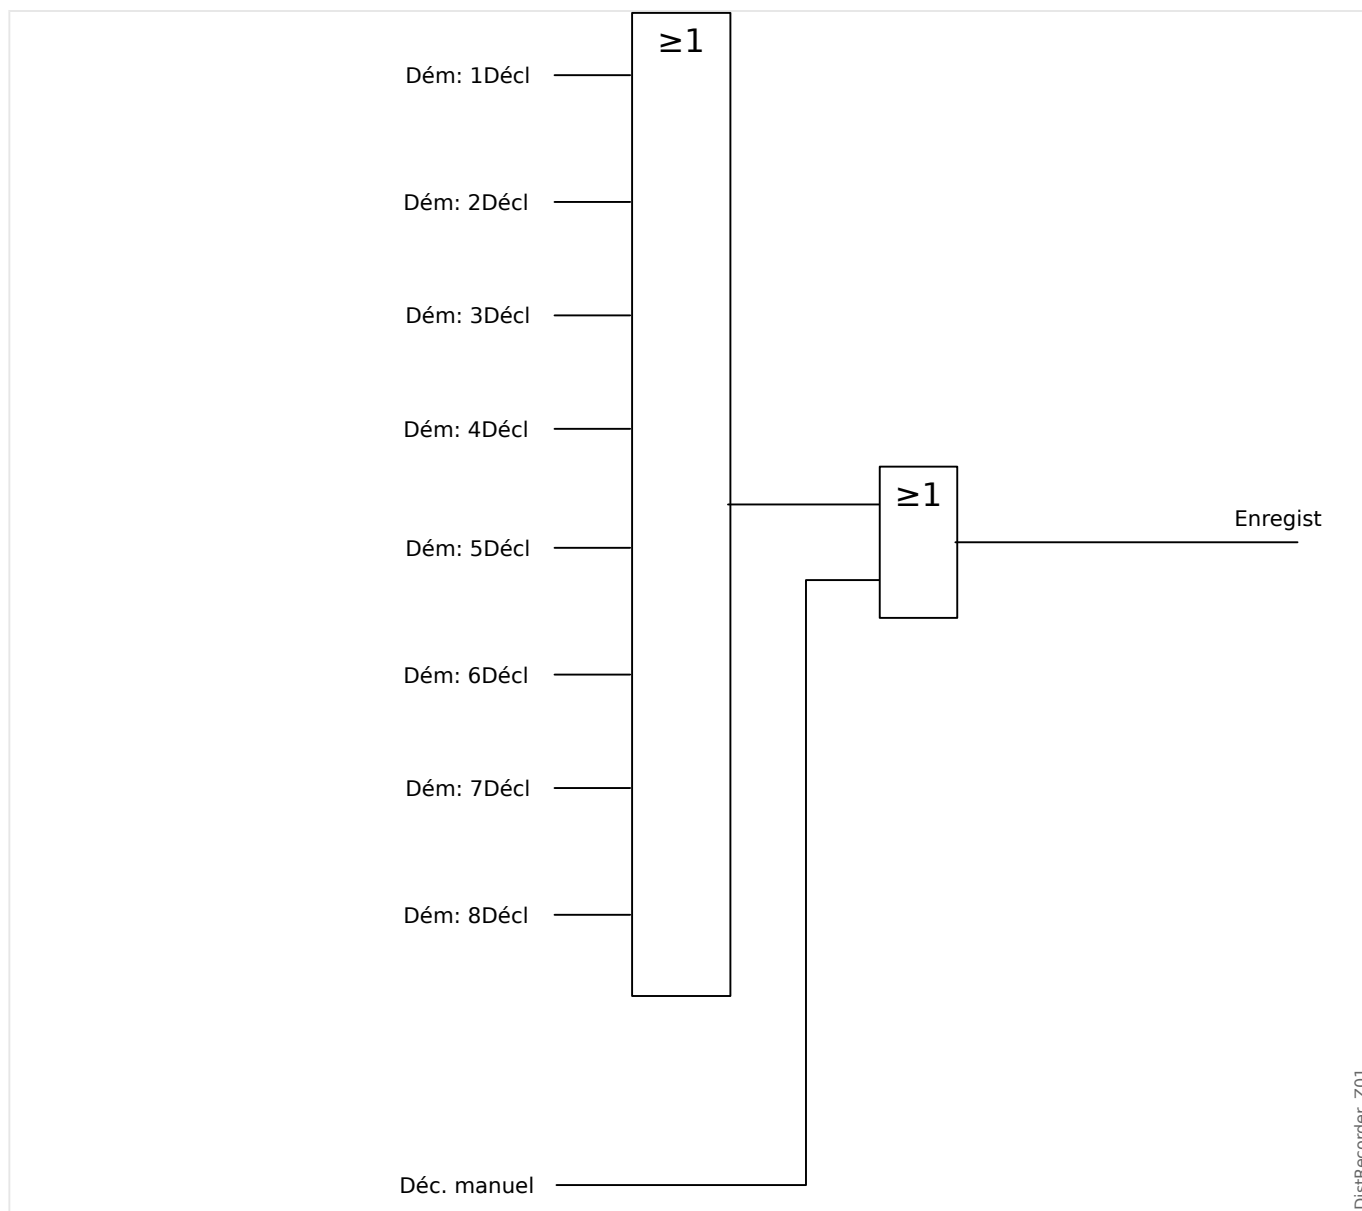 ≥1
Dém: 1Décl
Dém: 2Décl
Dém: 3Décl
Dém: 4Décl
≥1
Enregist
Dém: 5Décl
Dém: 6Décl
Dém: 7Décl
Dém: 8Décl
Déc. manuel
DistRecorder_Z01